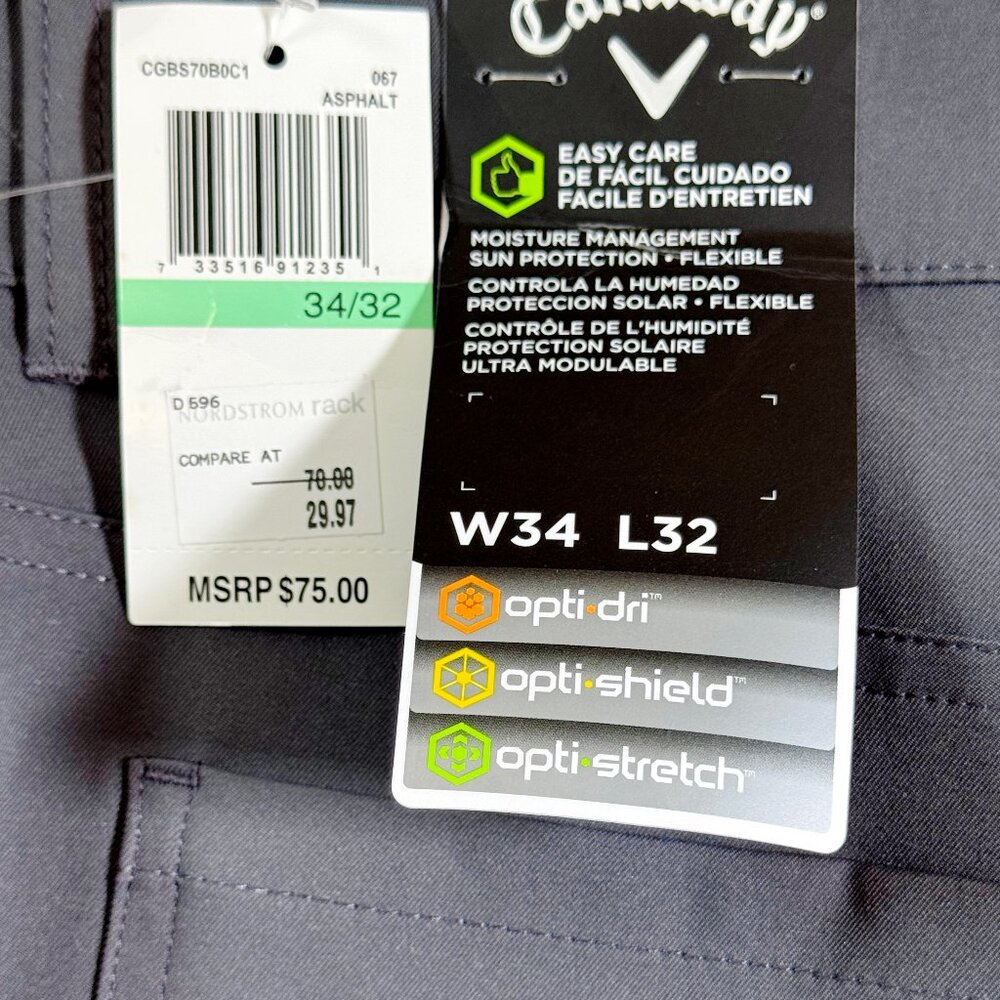 CGBS70B0C1
067
ASPHALT
7 33516 91235 1
34/32
D 596
NORDSTROM rack
COMPARE AT
70.00
29.97
MSRP $75.00
Callaway®
EASY CARE
DE FÁCIL CUIDADO
FACILE D'ENTRETIEN
MOISTURE MANAGEMENT
SUN PROTECTION • FLEXIBLE
CONTROLA LA HUMEDAD
PROTECCION SOLAR • FLEXIBLE
CONTRÔLE DE L'HUMIDITÉ
PROTECTION SOLAIRE
ULTRA MODULABLE
W34 L32
opti•dri™
opti•shield™
opti•stretch™